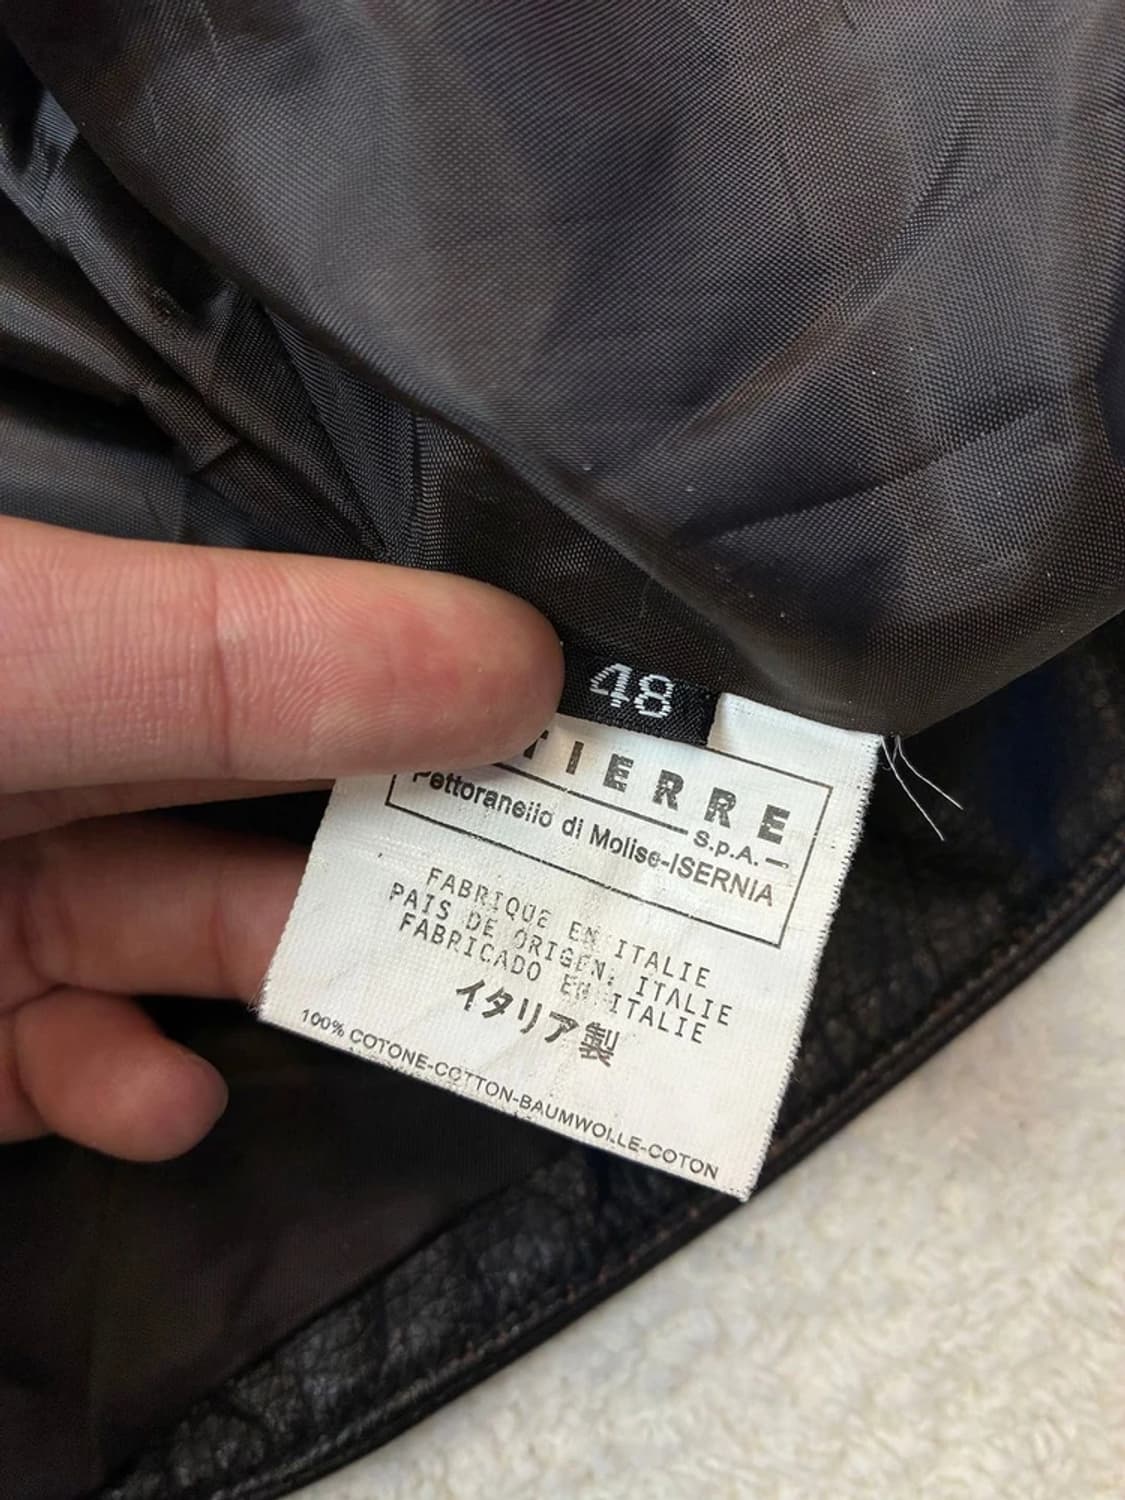 48
TIERRE
S.p.A.
Pettoranello di Molise-ISERNIA
FABRIQUE EN ITALIE
PAIS DE ORIGEN: ITALIE
FABRICADO EN ITALIE
イタリア製
100% COTONE-COTTON-BAUMWOLLE-COTON